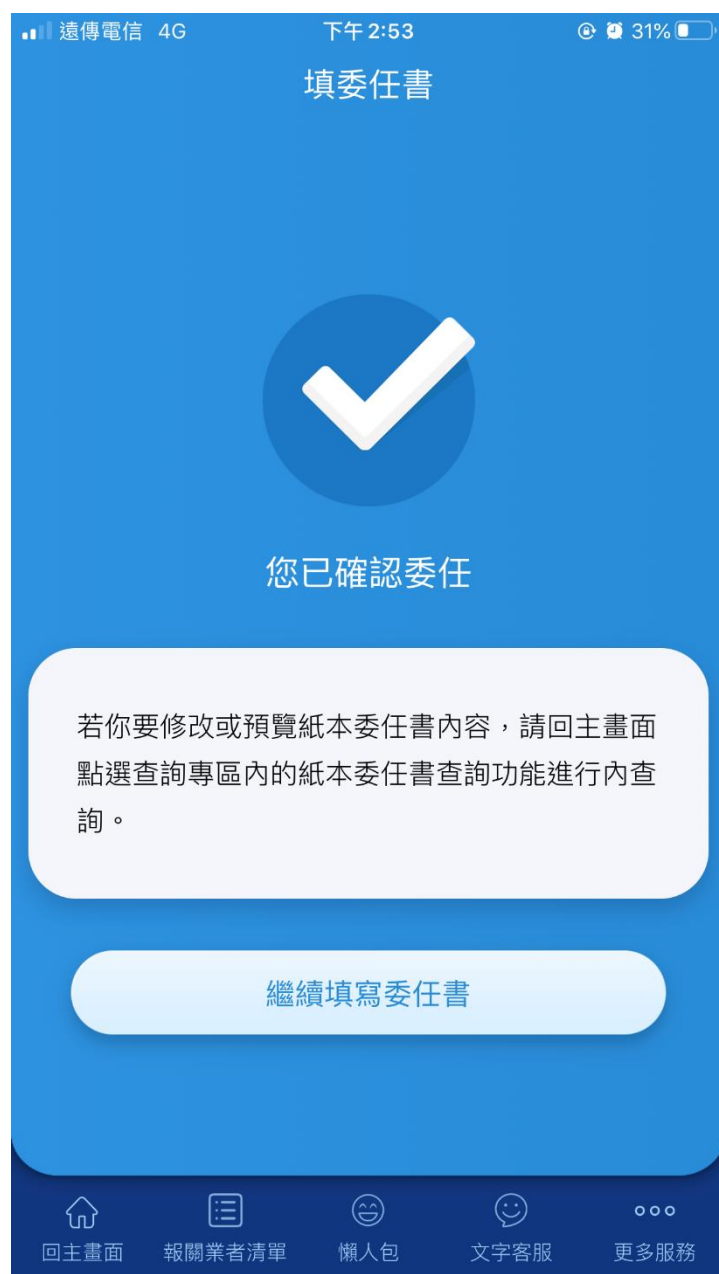 遠傳電信 4G 下午 2:53 31%
填委任書
您已確認委任
若你要修改或預覽紙本委任書內容，請回主畫面
點選查詢專區內的紙本委任書查詢功能進行內查
詢。
繼續填寫委任書
回主畫面 報關業者清單 懶人包 文字客服 更多服務